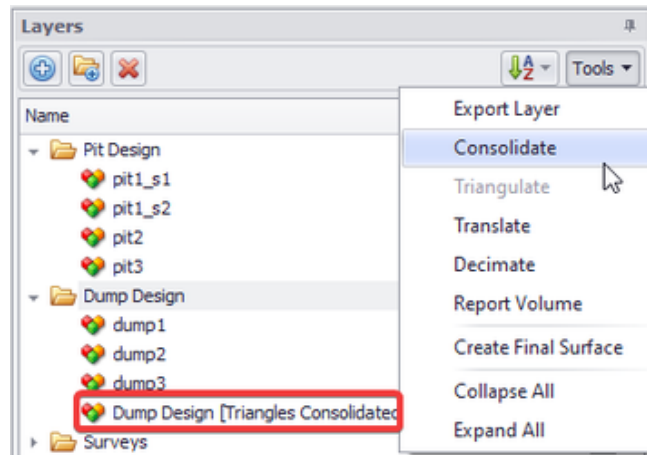 Layers
Tools
Name
Pit Design
pit1_s1
pit1_s2
pit2
pit3
Dump Design
dump1
dump2
dump3
Dump Design [Triangles Consolidated
Surveys
Export Layer
Consolidate
Triangulate
Translate
Decimate
Report Volume
Create Final Surface
Collapse All
Expand All